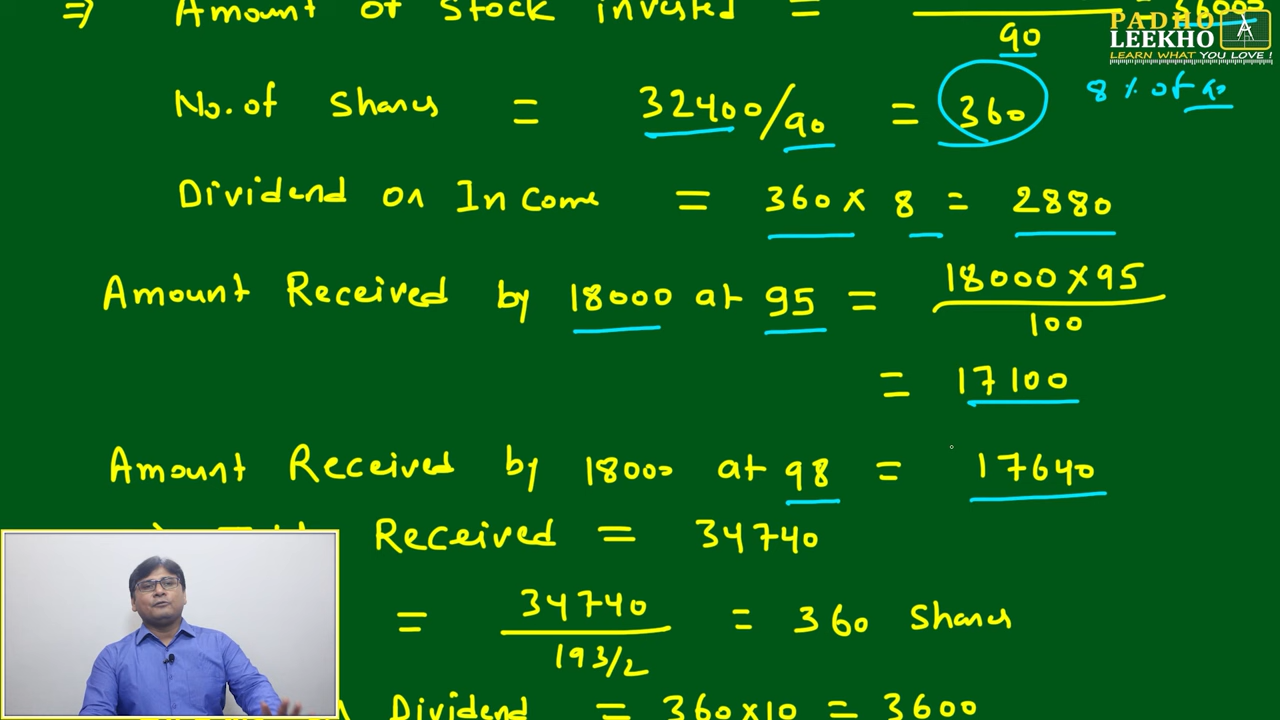 ⇒ Amount of Stock invested = 90 = 36000
PADHO
LEEKHO
LEARN WHAT YOU LOVE !
No. of Shares = 32400/90 = 360
8 % of 90
Dividend on Income = 360 × 8 = 2880
Amount Received by 18000 at 95 = 18000 × 95
100
= 17100
Amount Received by 18000 at 98 = 17640
Received = 34740
= 34740 = 360 Shares
193/2
Dividend = 360×10 = 3600